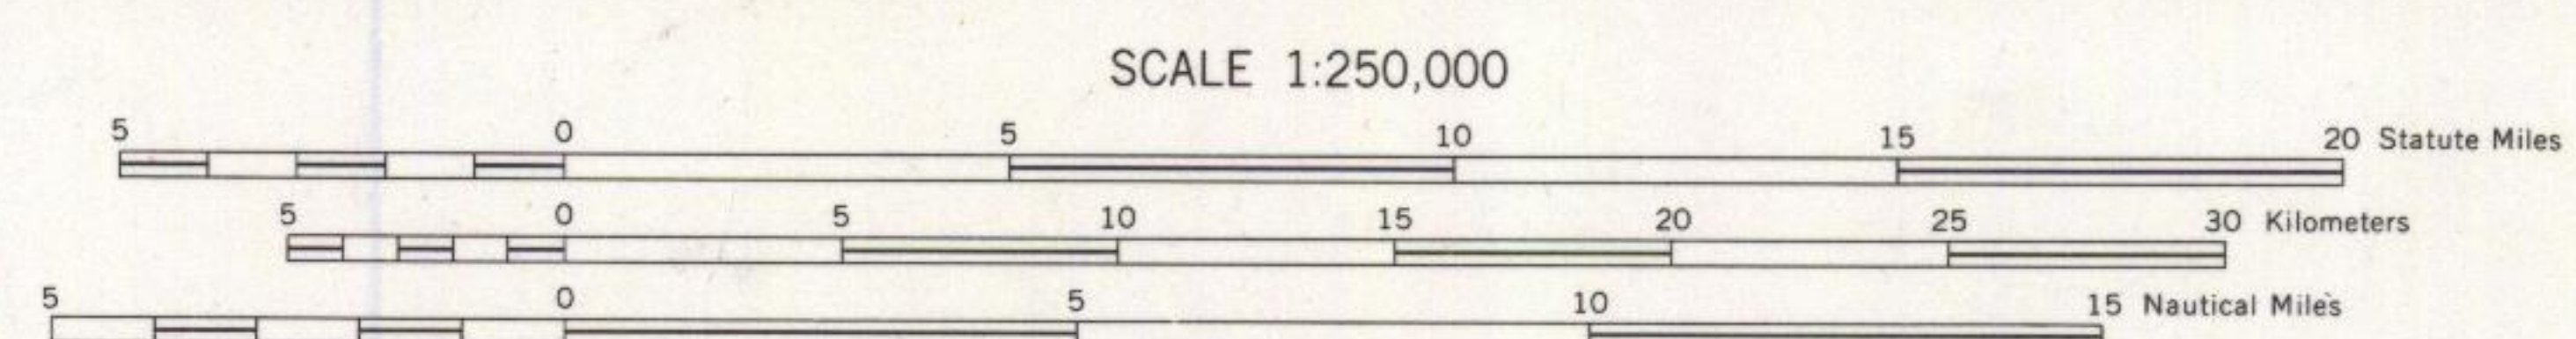 SCALE 1:250,000
5 0 5 10 15 20 Statute Miles
5 0 5 10 15 20 25 30 Kilometers
5 0 5 10 15 Nautical Miles